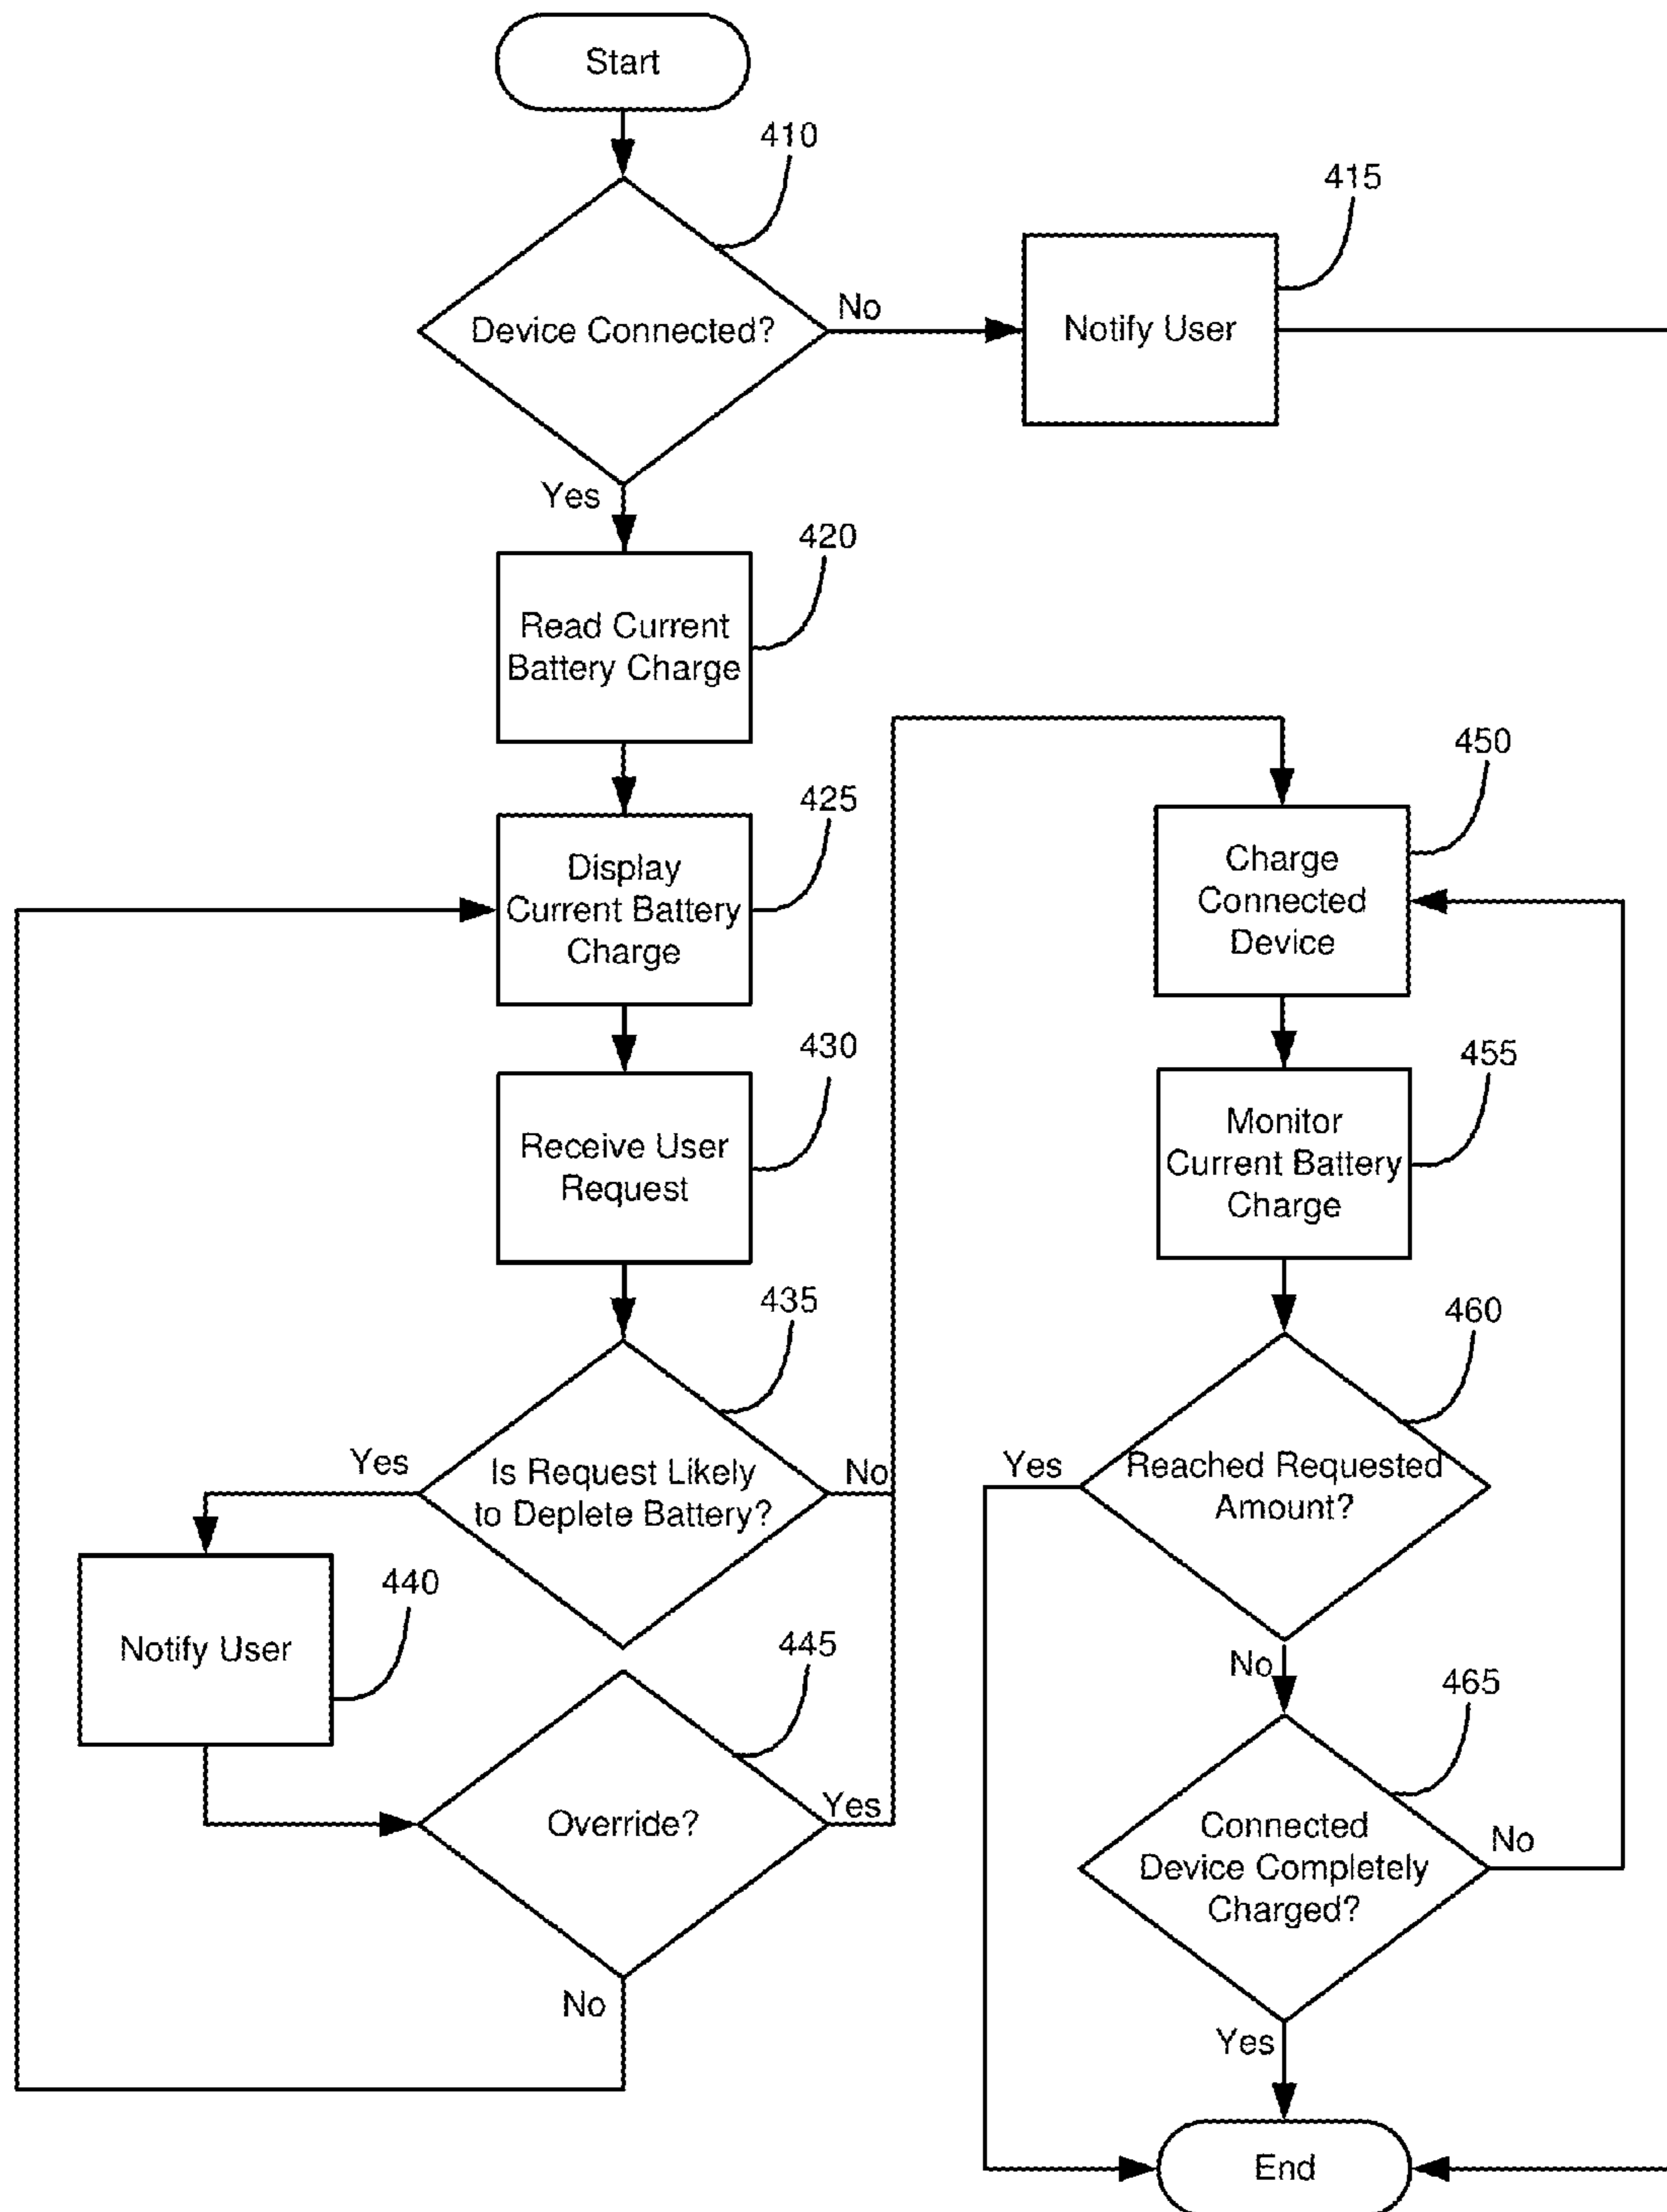 Start
410
Device Connected?
No
415
Notify User
Yes
420
Read Current
Battery Charge
425
Display
Current Battery
Charge
430
Receive User
Request
435
Is Request Likely
to Deplete Battery?
Yes
No
440
Notify User
445
Override?
Yes
No
450
Charge
Connected
Device
455
Monitor
Current Battery
Charge
460
Reached Requested
Amount?
Yes
No
465
Connected
Device Completely
Charged?
No
Yes
End